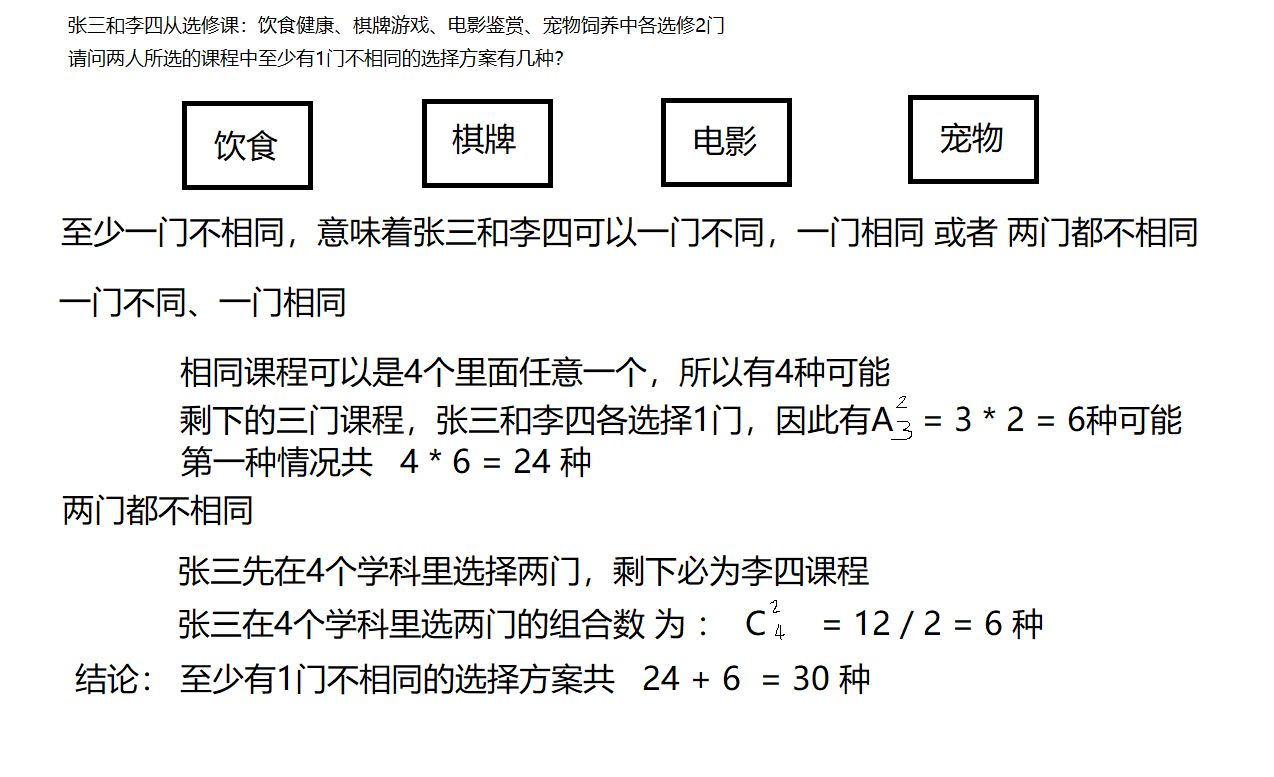 张三和李四从选修课：饮食健康、棋牌游戏、电影鉴赏、宠物饲养中各选修2门
请问两人所选的课程中至少有1门不相同的选择方案有几种？
饮食 棋牌 电影 宠物
至少一门不相同，意味着张三和李四可以一门不同，一门相同 或者 两门都不相同
一门不同、一门相同
相同课程可以是4个里面任意一个，所以有4种可能
剩下的三门课程，张三和李四各选择1门，因此有A²₃ = 3 * 2 = 6种可能
第一种情况共 4 * 6 = 24 种
两门都不相同
张三先在4个学科里选择两门，剩下必为李四课程
张三在4个学科里选两门的组合数 为： C²₄ = 12 / 2 = 6 种
结论： 至少有1门不相同的选择方案共 24 + 6 = 30 种